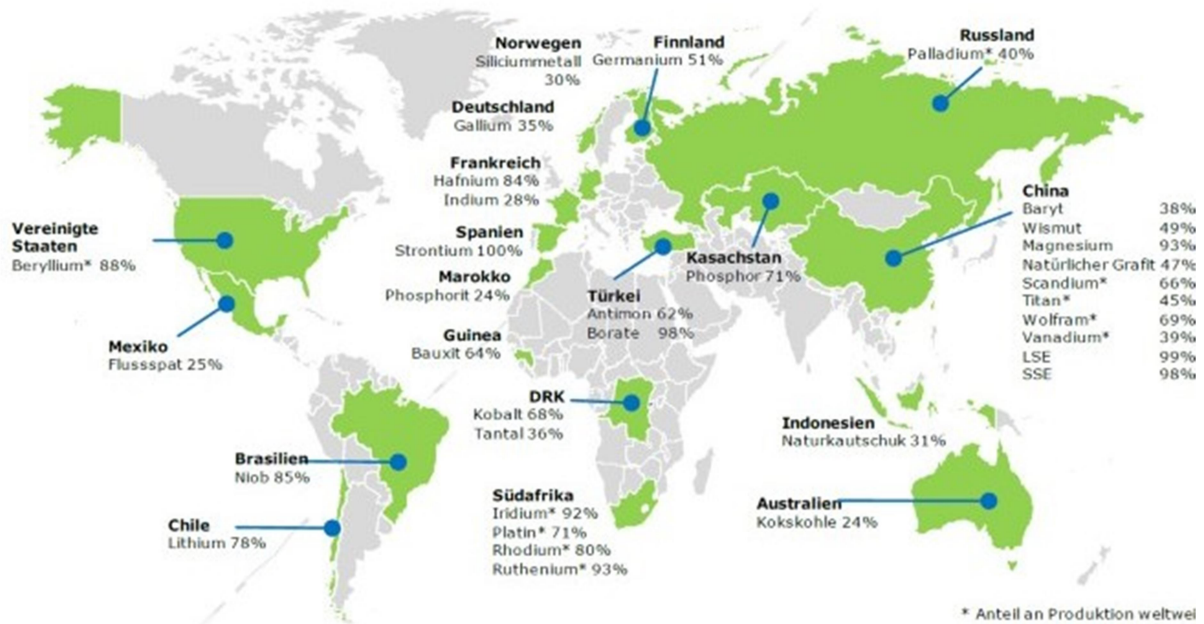 Norwegen
Siliciummetall
30%
Finnland
Germanium 51%
Russland
Palladium* 40%
Deutschland
Gallium 35%
Frankreich
Hafnium 84%
Indium 28%
Vereinigte
Staaten
Beryllium* 88%
Spanien
Strontium 100%
Marokko
Phosphorit 24%
Türkei
Antimon 62%
Borate 98%
Kasachstan
Phosphor 71%
China
Baryt 38%
Wismut 49%
Magnesium 93%
Natürlicher Grafit 47%
Scandium* 66%
Titan* 45%
Wolfram* 69%
Vanadium* 39%
LSE 99%
SSE 98%
Mexiko
Flussspat 25%
Guinea
Bauxit 64%
DRK
Kobalt 68%
Tantal 36%
Indonesien
Naturkautschuk 31%
Brasilien
Niob 85%
Chile
Lithium 78%
Südafrika
Iridium* 92%
Platin* 71%
Rhodium* 80%
Ruthenium* 93%
Australien
Kokskohle 24%
* Anteil an Produktion weltwei